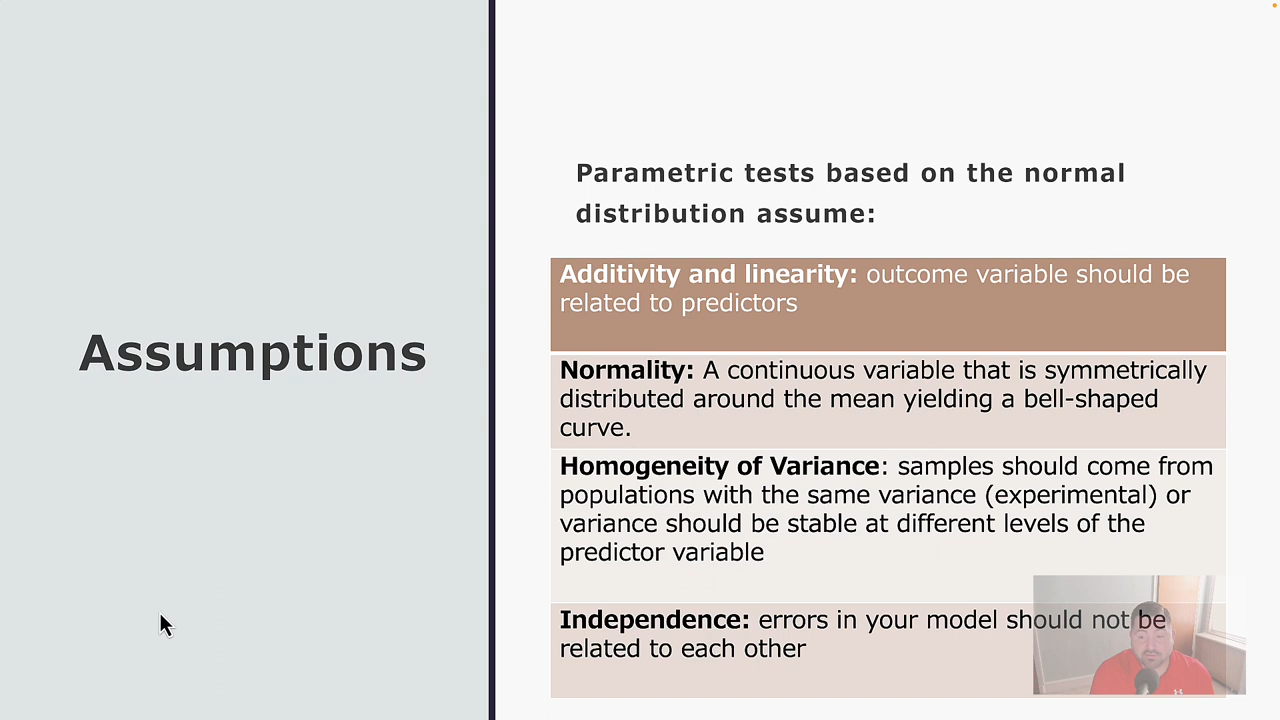 Assumptions
Parametric tests based on the normal
distribution assume:
Additivity and linearity: outcome variable should be
related to predictors
Normality: A continuous variable that is symmetrically
distributed around the mean yielding a bell-shaped
curve.
Homogeneity of Variance: samples should come from
populations with the same variance (experimental) or
variance should be stable at different levels of the
predictor variable
Independence: errors in your model should not be
related to each other